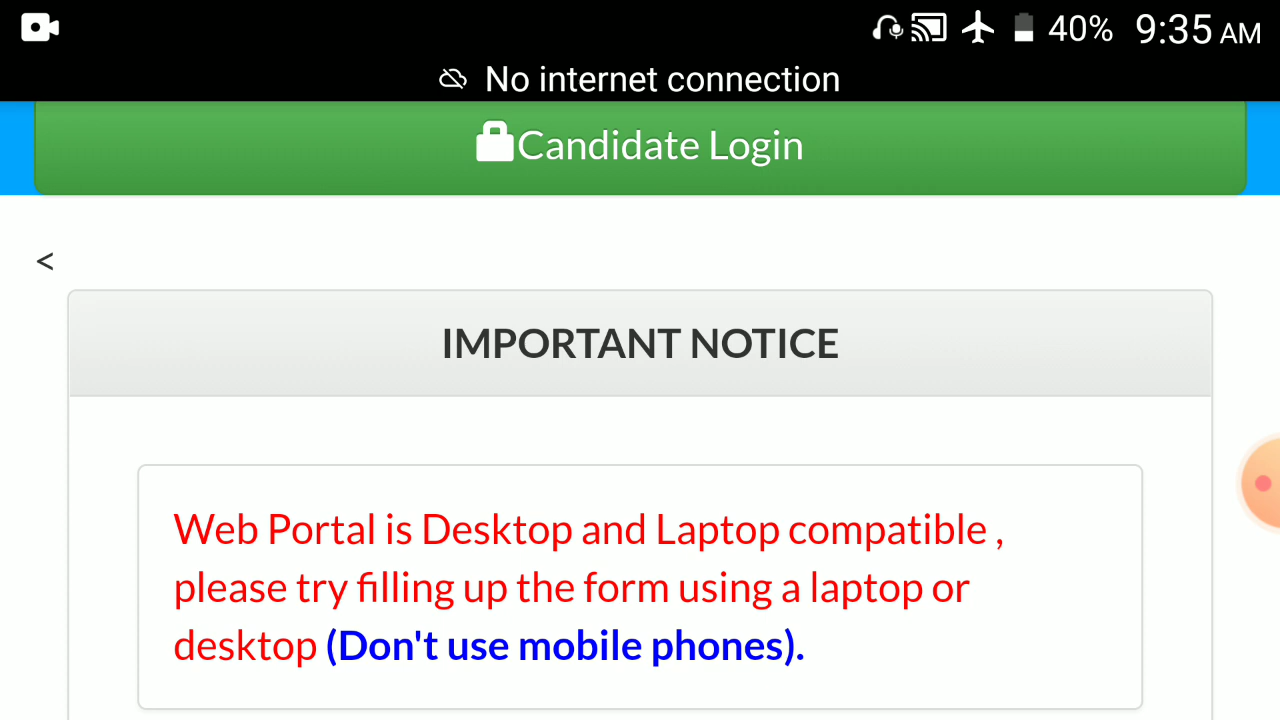 40% 9:35 AM
No internet connection
Candidate Login
<
IMPORTANT NOTICE
Web Portal is Desktop and Laptop compatible ,
please try filling up the form using a laptop or
desktop (Don't use mobile phones).